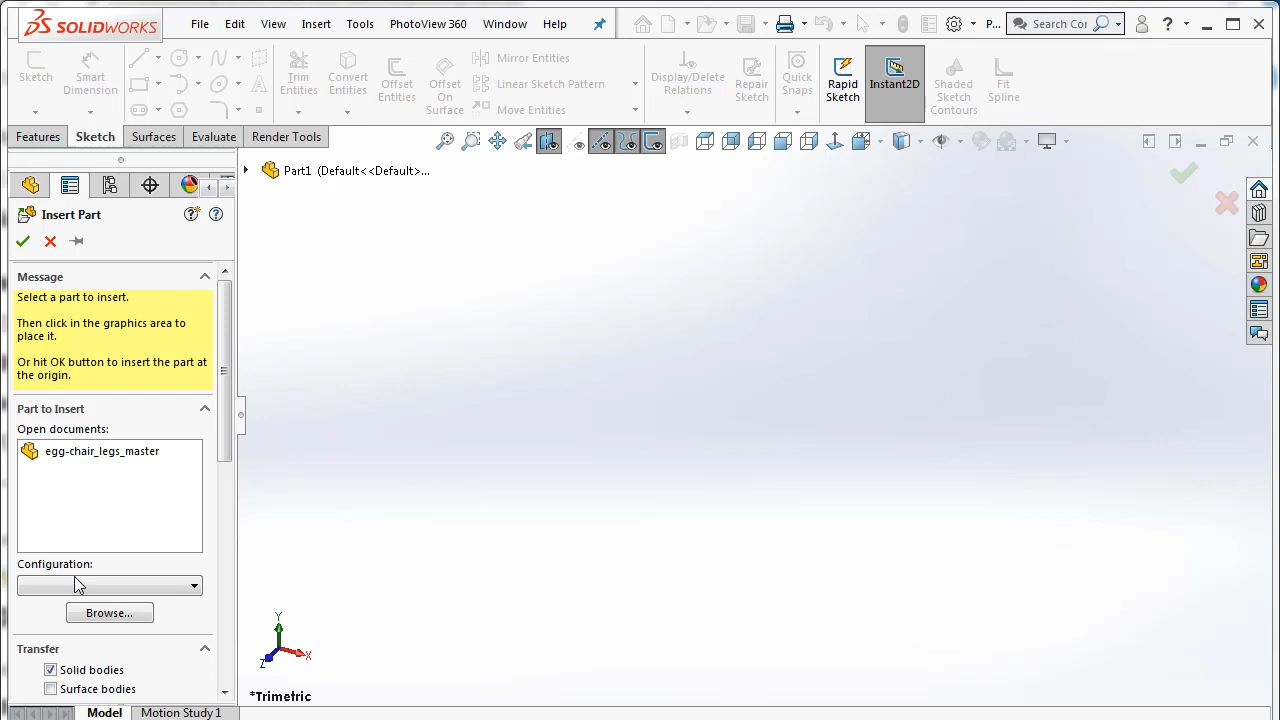 SOLIDWORKS
File
Edit
View
Insert
Tools
PhotoView 360
Window
Help
P...
Search Cor
?
Sketch
Smart
Dimension
Trim
Entities
Convert
Entities
Offset
Entities
Offset
On
Surface
Mirror Entities
Linear Sketch Pattern
Move Entities
Display/Delete
Relations
Repair
Sketch
Quick
Snaps
Rapid
Sketch
Instant2D
Shaded
Sketch
Contours
Fit
Spline
Features
Sketch
Surfaces
Evaluate
Render Tools
Part1 (Default<<Default>...
Insert Part
Message
Select a part to insert.
Then click in the graphics area to
place it.
Or hit OK button to insert the part at
the origin.
Part to Insert
Open documents:
egg-chair_legs_master
Configuration:
Browse...
Transfer
Solid bodies
Surface bodies
Y
X
Z
*Trimetric
Model
Motion Study 1